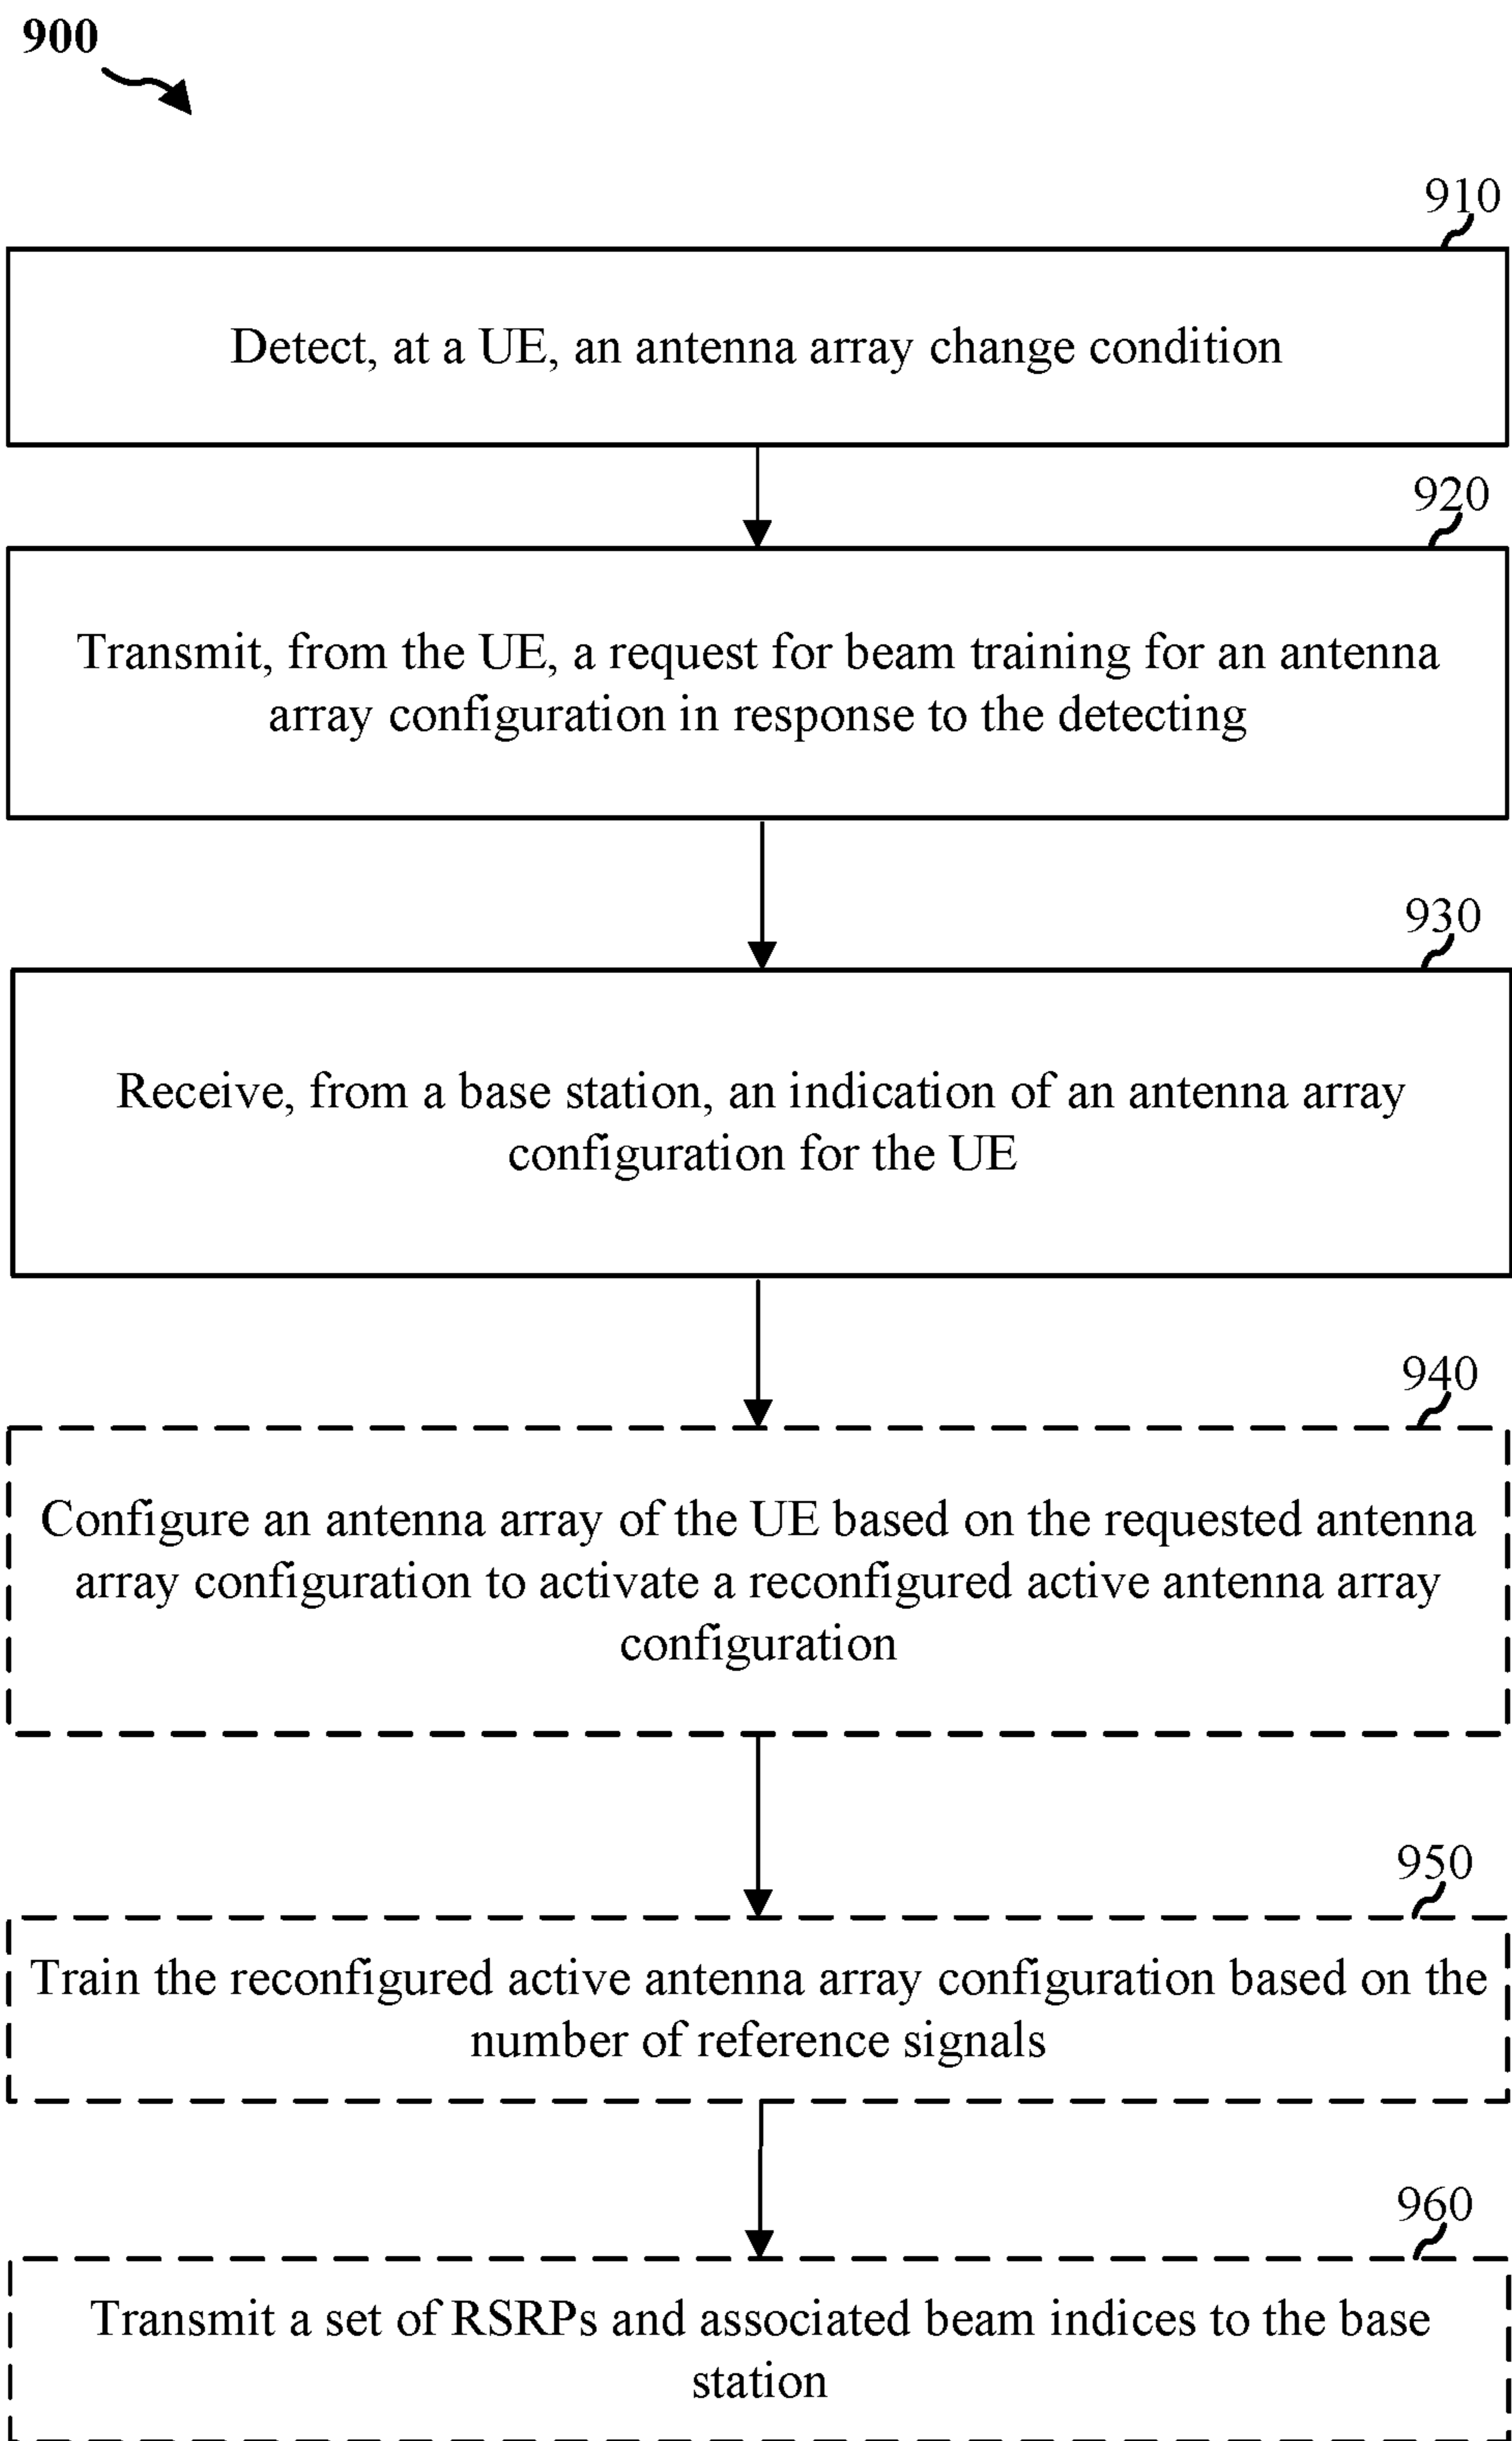 900
910
Detect, at a UE, an antenna array change condition
920
Transmit, from the UE, a request for beam training for an antenna
array configuration in response to the detecting
930
Receive, from a base station, an indication of an antenna array
configuration for the UE
940
Configure an antenna array of the UE based on the requested antenna
array configuration to activate a reconfigured active antenna array
configuration
950
Train the reconfigured active antenna array configuration based on the
number of reference signals
960
Transmit a set of RSRPs and associated beam indices to the base
station